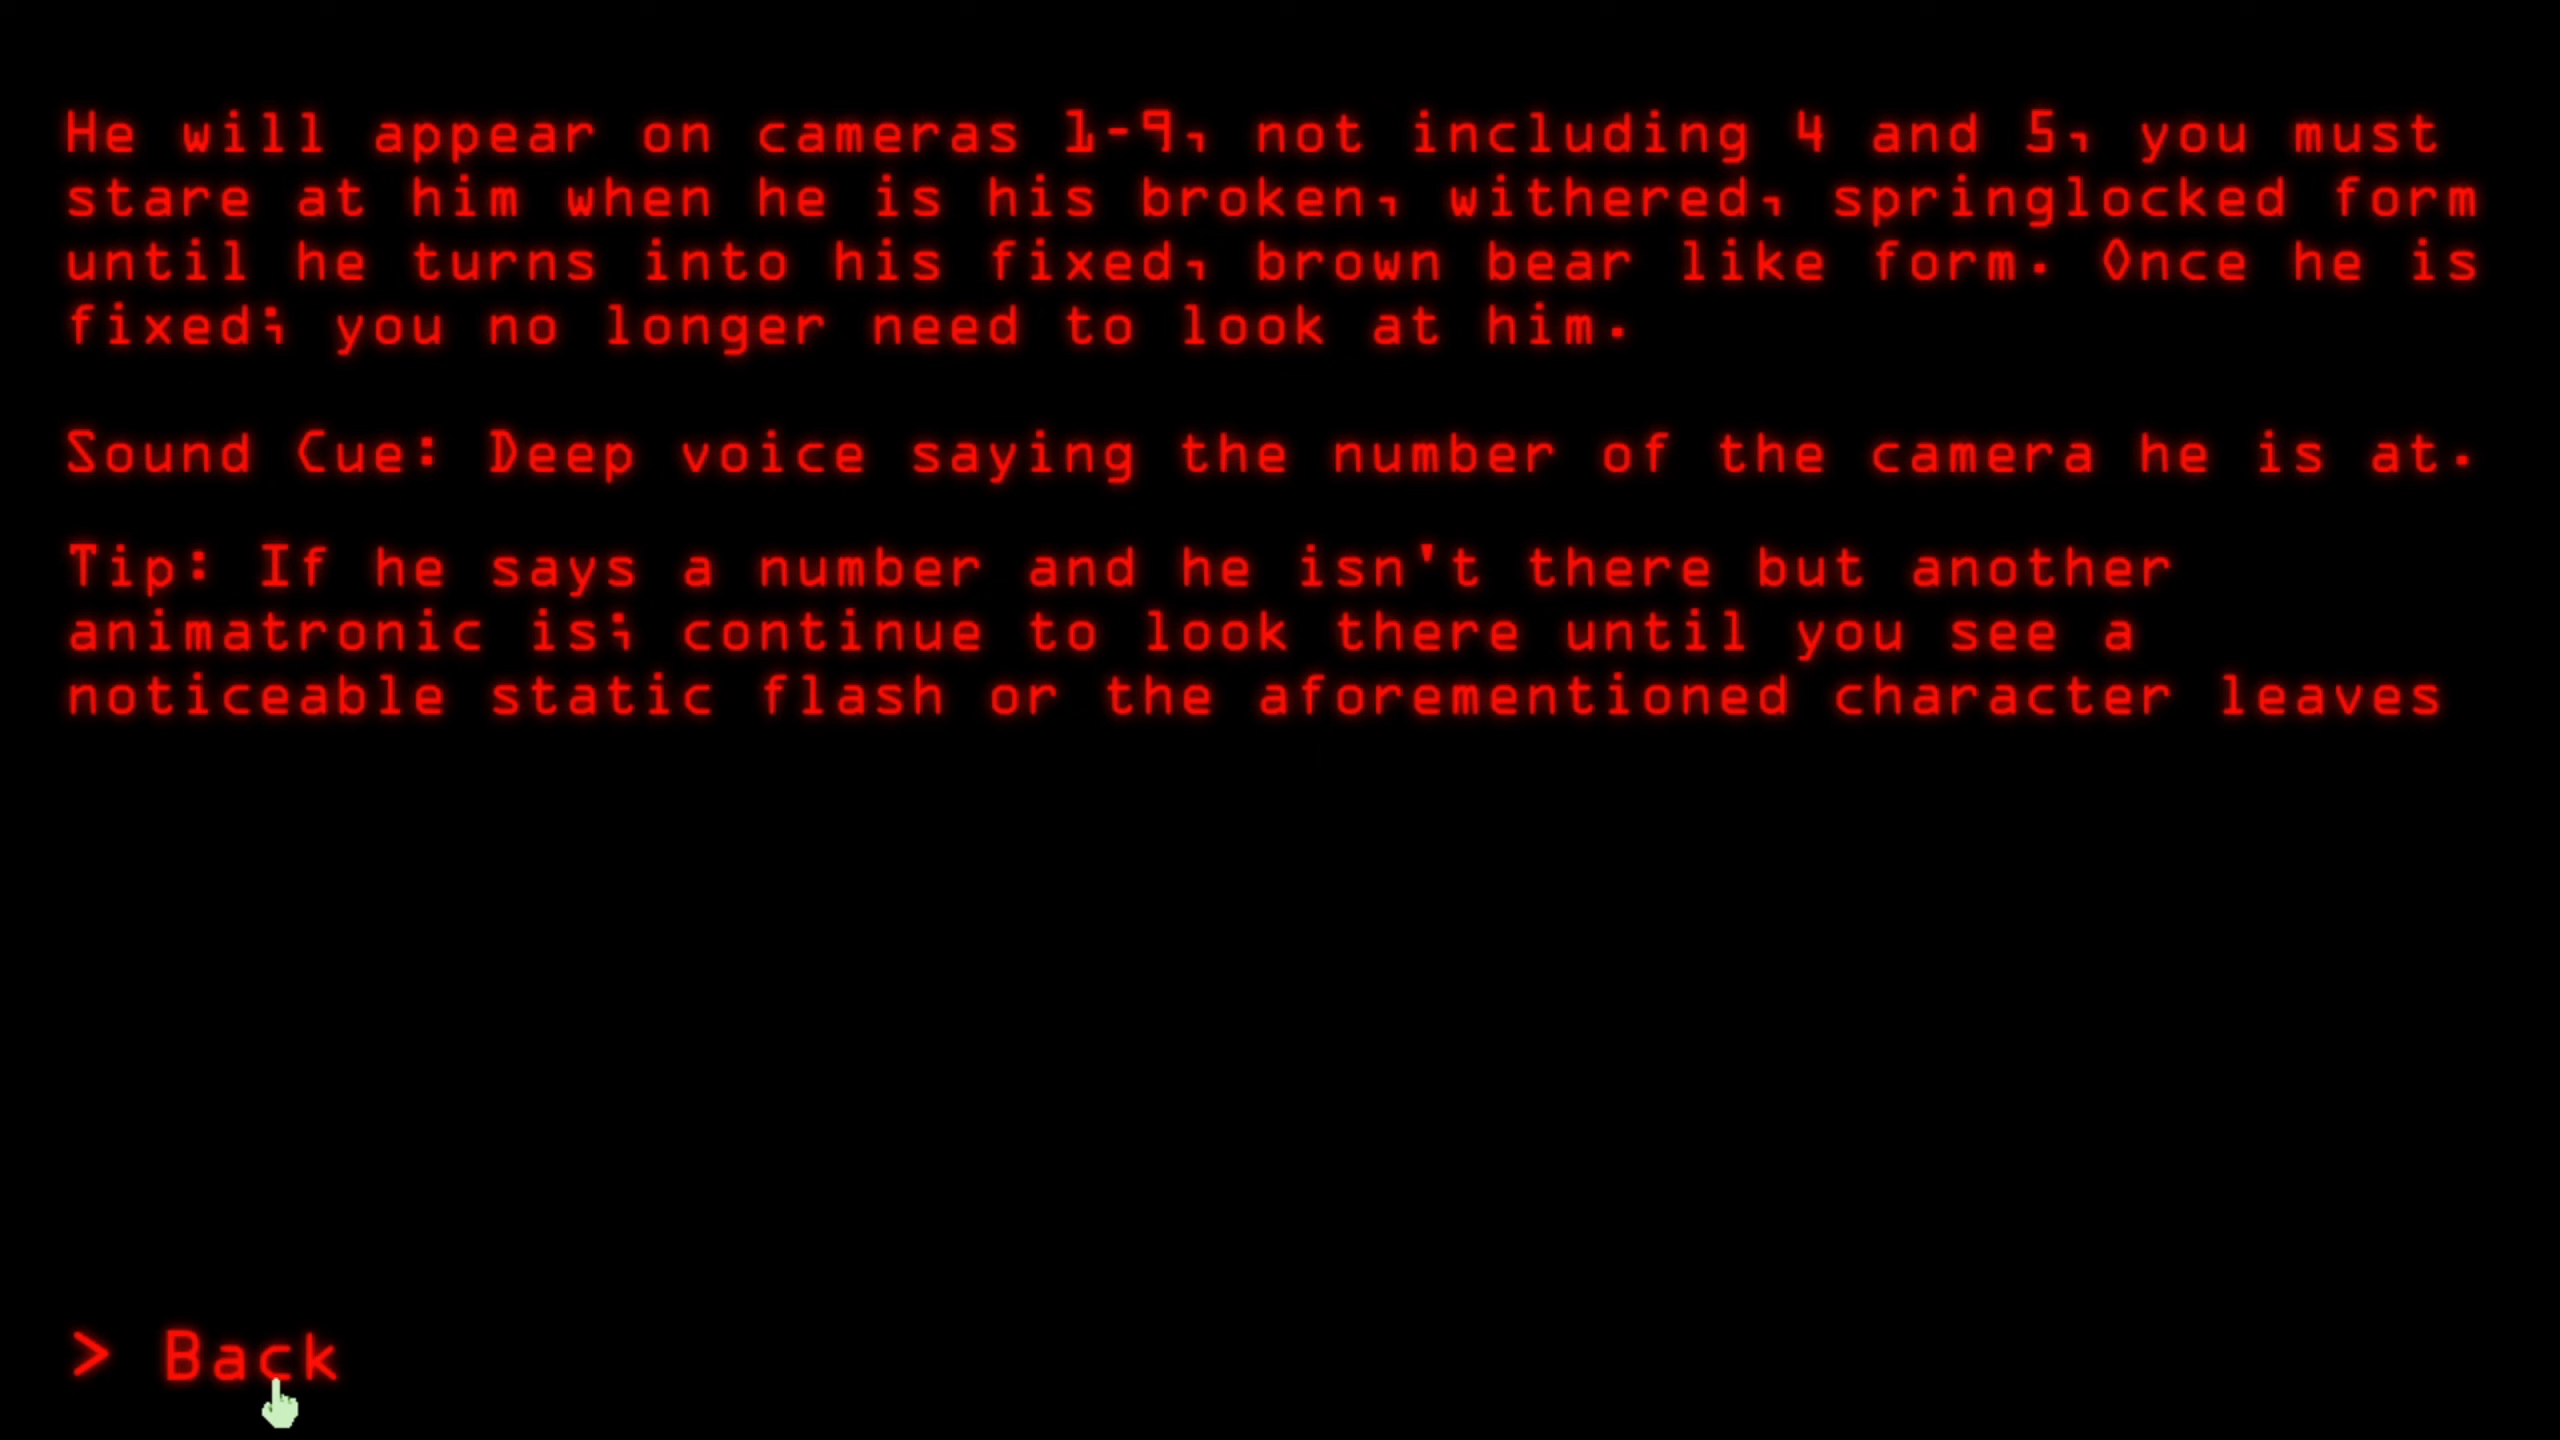 He will appear on cameras 1-9, not including 4 and 5, you must
stare at him when he is his broken, withered, springlocked form
until he turns into his fixed, brown bear like form. Once he is
fixed; you no longer need to look at him.
Sound Cue: Deep voice saying the number of the camera he is at.
Tip: If he says a number and he isn't there but another
animatronic is; continue to look there until you see a
noticeable static flash or the aforementioned character leaves
> Back